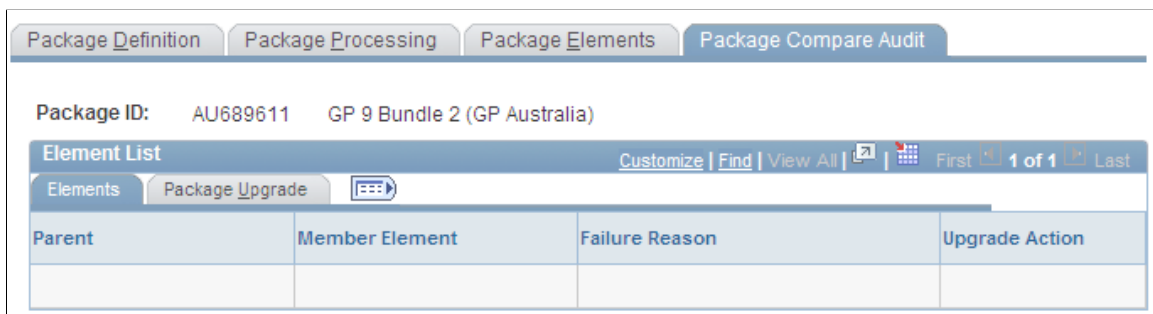 Package Definition Package Processing Package Elements Package Compare Audit
Package ID: AU689611 GP 9 Bundle 2 (GP Australia)
Element List Customize | Find | View All | | First 1 of 1 Last
Elements Package Upgrade
Parent Member Element Failure Reason Upgrade Action